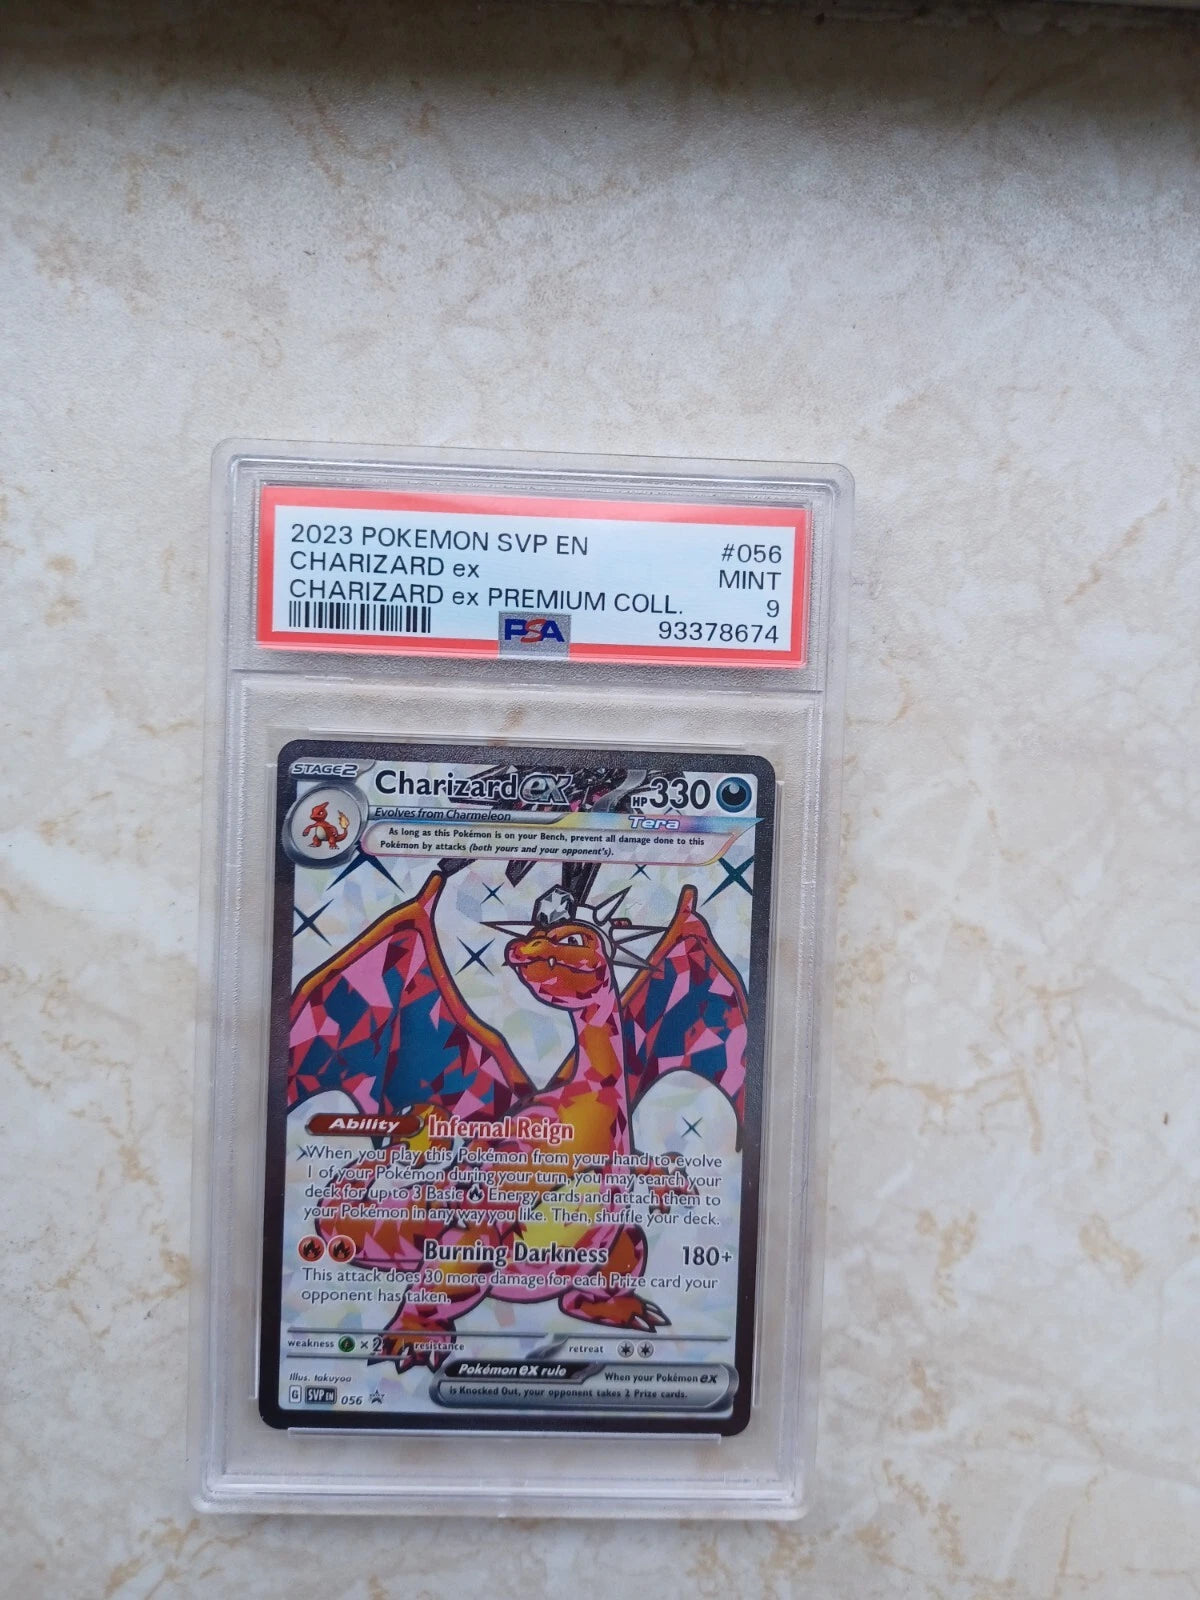 2023 POKEMON SVP EN #056
CHARIZARD ex MINT
CHARIZARD ex PREMIUM COLL. 9
PSA 93378674
STAGE2 Charizard ex HP 330
Evolves from Charmeleon
Tera
As long as this Pokémon is on your Bench, prevent all damage done to this
Pokémon by attacks (both yours and your opponent's).
Ability Infernal Reign
When you play this Pokémon from your hand to evolve
1 of your Pokémon during your turn, you may search your
deck for up to 3 Basic Energy cards and attach them to
your Pokémon in any way you like. Then, shuffle your deck.
Burning Darkness 180+
This attack does 30 more damage for each Prize card your
opponent has taken.
weakness ×2 resistance retreat
Illus. takuyoa
Pokémon ex rule When your Pokémon ex
is Knocked Out, your opponent takes 2 Prize cards.
G SVP EN 056